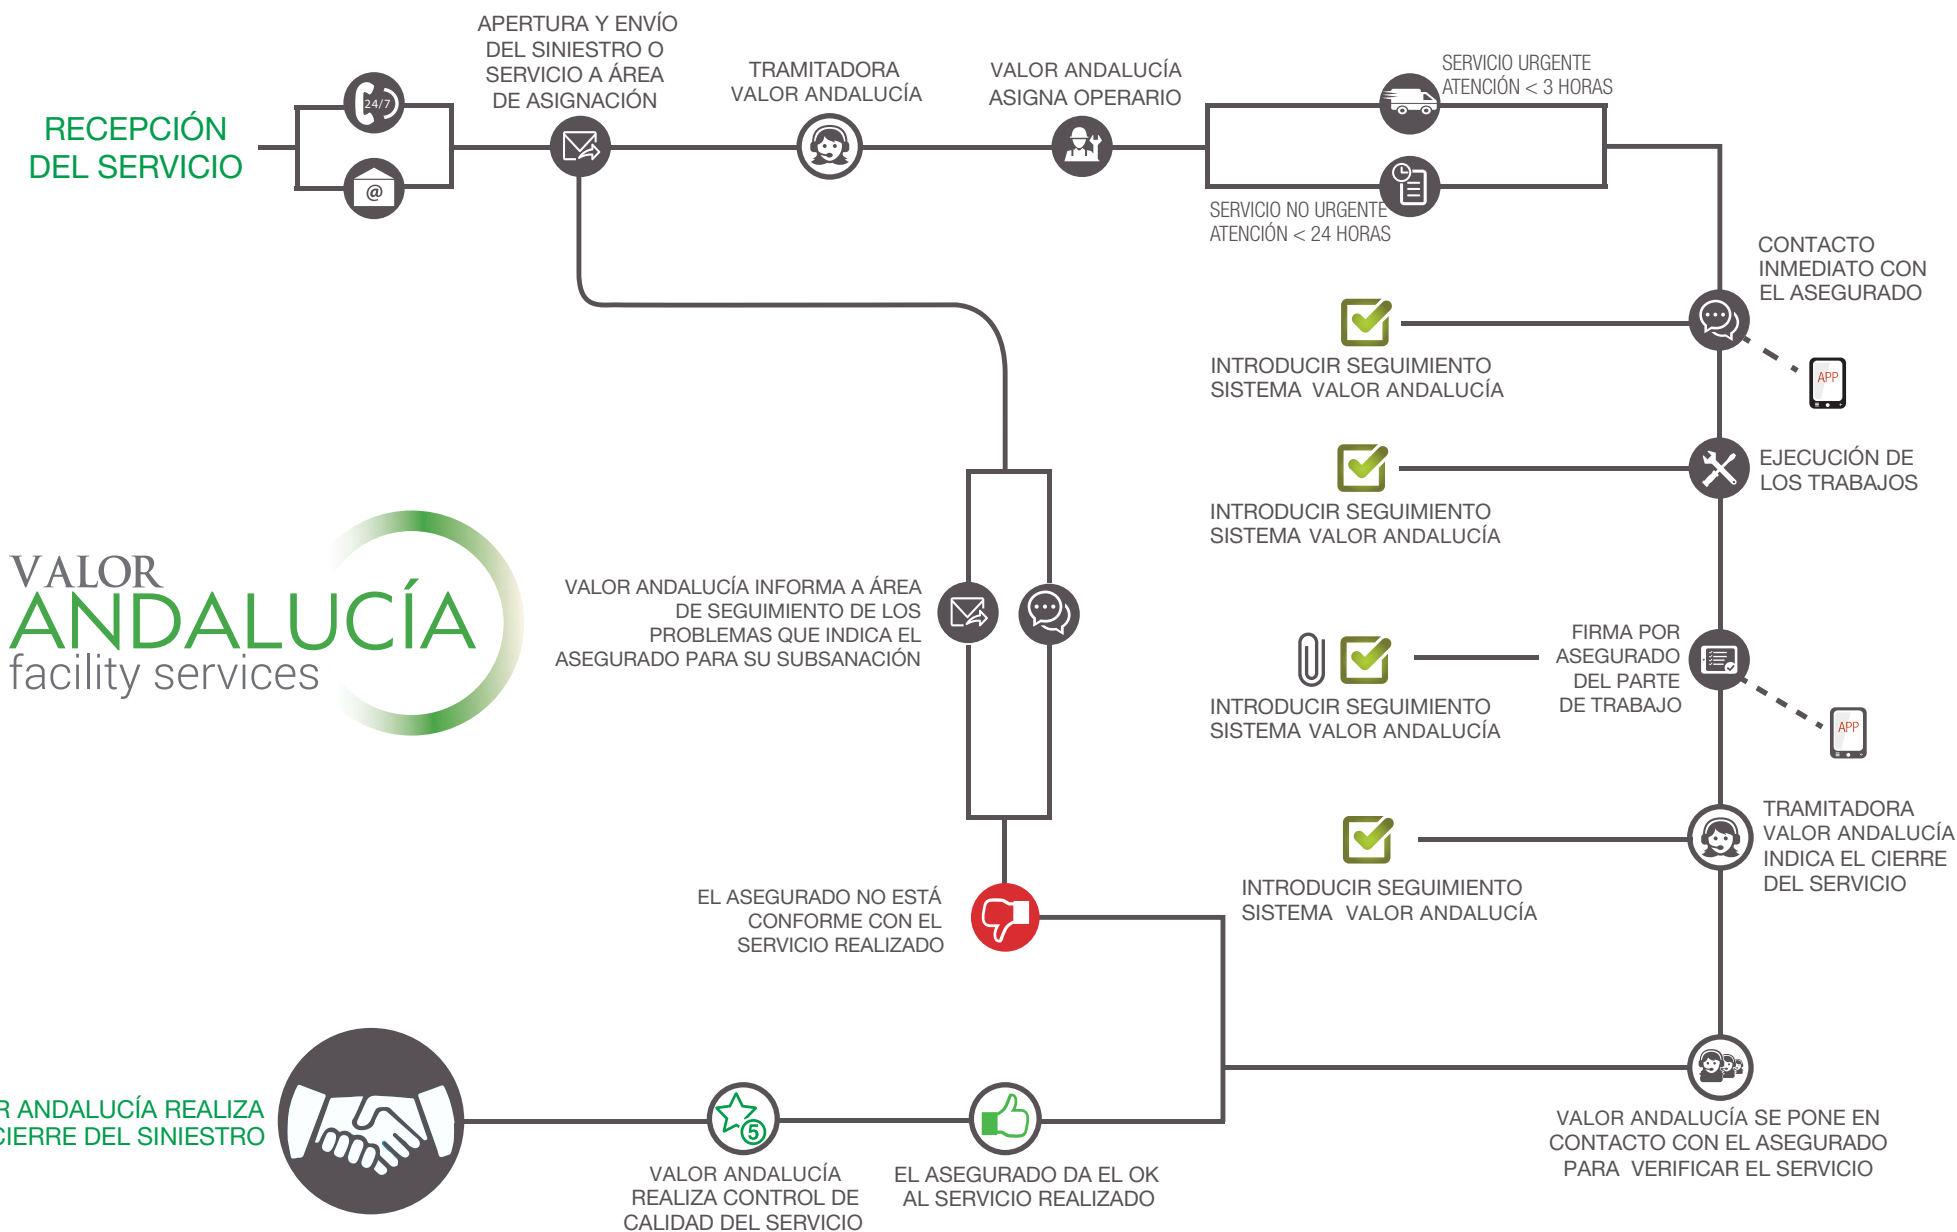 RECEPCIÓN
DEL SERVICIO
24/7
@
APERTURA Y ENVÍO
DEL SINIESTRO O
SERVICIO A ÁREA
DE ASIGNACIÓN
TRAMITADORA
VALOR ANDALUCÍA
VALOR ANDALUCÍA
ASIGNA OPERARIO
SERVICIO URGENTE
ATENCIÓN < 3 HORAS
SERVICIO NO URGENTE
ATENCIÓN < 24 HORAS
CONTACTO
INMEDIATO CON
EL ASEGURADO
APP
INTRODUCIR SEGUIMIENTO
SISTEMA VALOR ANDALUCÍA
EJECUCIÓN DE
LOS TRABAJOS
INTRODUCIR SEGUIMIENTO
SISTEMA VALOR ANDALUCÍA
FIRMA POR
ASEGURADO
DEL PARTE
DE TRABAJO
APP
INTRODUCIR SEGUIMIENTO
SISTEMA VALOR ANDALUCÍA
TRAMITADORA
VALOR ANDALUCÍA
INDICA EL CIERRE
DEL SERVICIO
INTRODUCIR SEGUIMIENTO
SISTEMA VALOR ANDALUCÍA
VALOR ANDALUCÍA SE PONE EN
CONTACTO CON EL ASEGURADO
PARA VERIFICAR EL SERVICIO
VALOR
ANDALUCÍA
facility services
VALOR ANDALUCÍA INFORMA A ÁREA
DE SEGUIMIENTO DE LOS
PROBLEMAS QUE INDICA EL
ASEGURADO PARA SU SUBSANACIÓN
EL ASEGURADO NO ESTÁ
CONFORME CON EL
SERVICIO REALIZADO
EL ASEGURADO DA EL OK
AL SERVICIO REALIZADO
5
VALOR ANDALUCÍA
REALIZA CONTROL DE
CALIDAD DEL SERVICIO
R ANDALUCÍA REALIZA
CIERRE DEL SINIESTRO